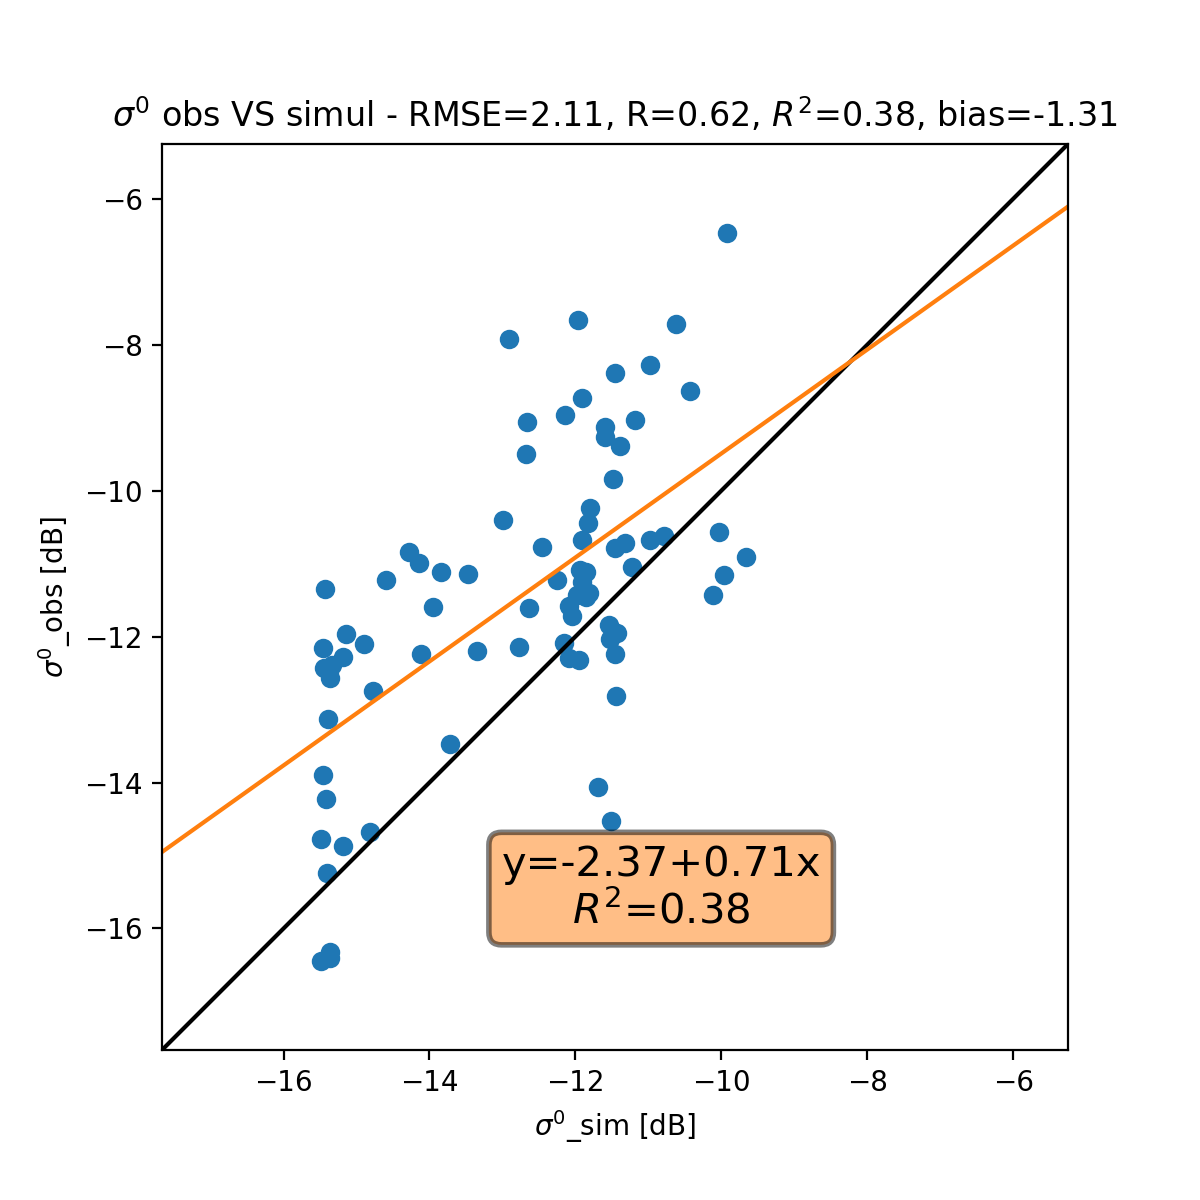 σ⁰ obs VS simul - RMSE=2.11, R=0.62, R²=0.38, bias=-1.31
−6
−8
−10
−12
−14
−16
σ⁰_obs [dB]
y=-2.37+0.71x
R²=0.38
−16 −14 −12 −10 −8 −6
σ⁰_sim [dB]